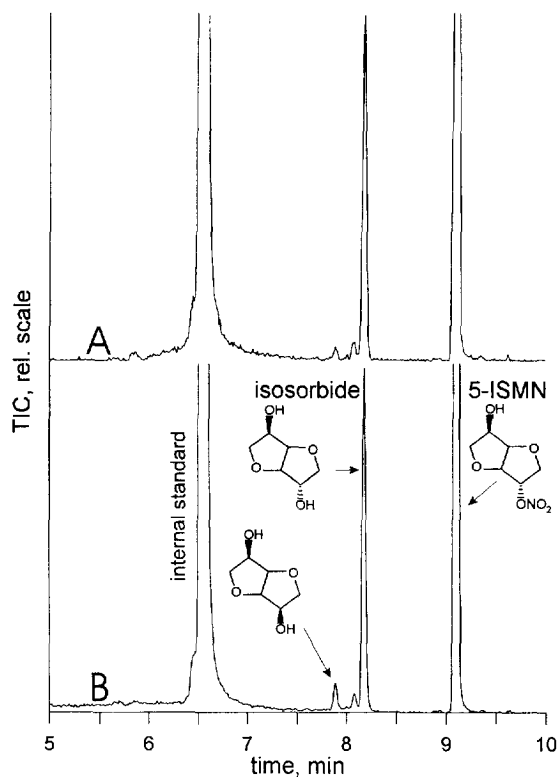 A
TIC, rel. scale
isosorbide
5-ISMN
OH
O
O
OH
OH
O
O
ONO₂
internal standard
OH
O
O
OH
B
5 6 7 8 9 10
time, min